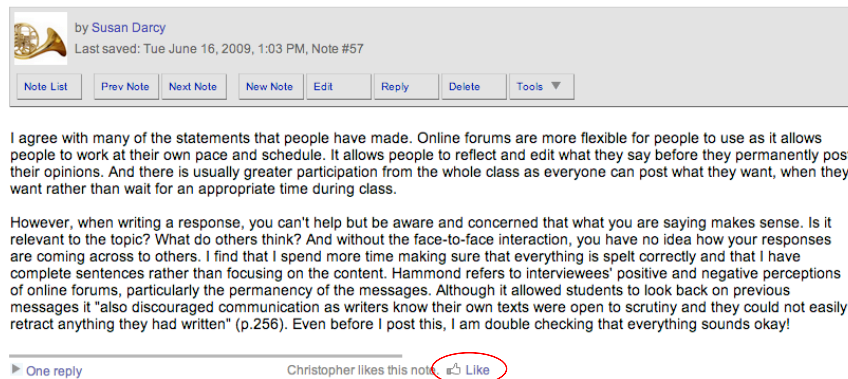 by Susan Darcy
Last saved: Tue June 16, 2009, 1:03 PM, Note #57
Note List Prev Note Next Note New Note Edit Reply Delete Tools
I agree with many of the statements that people have made. Online forums are more flexible for people to use as it allows
people to work at their own pace and schedule. It allows people to reflect and edit what they say before they permanently post
their opinions. And there is usually greater participation from the whole class as everyone can post what they want, when they
want rather than wait for an appropriate time during class.
However, when writing a response, you can't help but be aware and concerned that what you are saying makes sense. Is it
relevant to the topic? What do others think? And without the face-to-face interaction, you have no idea how your responses
are coming across to others. I find that I spend more time making sure that everything is spelt correctly and that I have
complete sentences rather than focusing on the content. Hammond refers to interviewees' positive and negative perceptions
of online forums, particularly the permanency of the messages. Although it allowed students to look back on previous
messages it "also discouraged communication as writers know their own texts were open to scrutiny and they could not easily
retract anything they had written" (p.256). Even before I post this, I am double checking that everything sounds okay!
One reply Christopher likes this note. Like